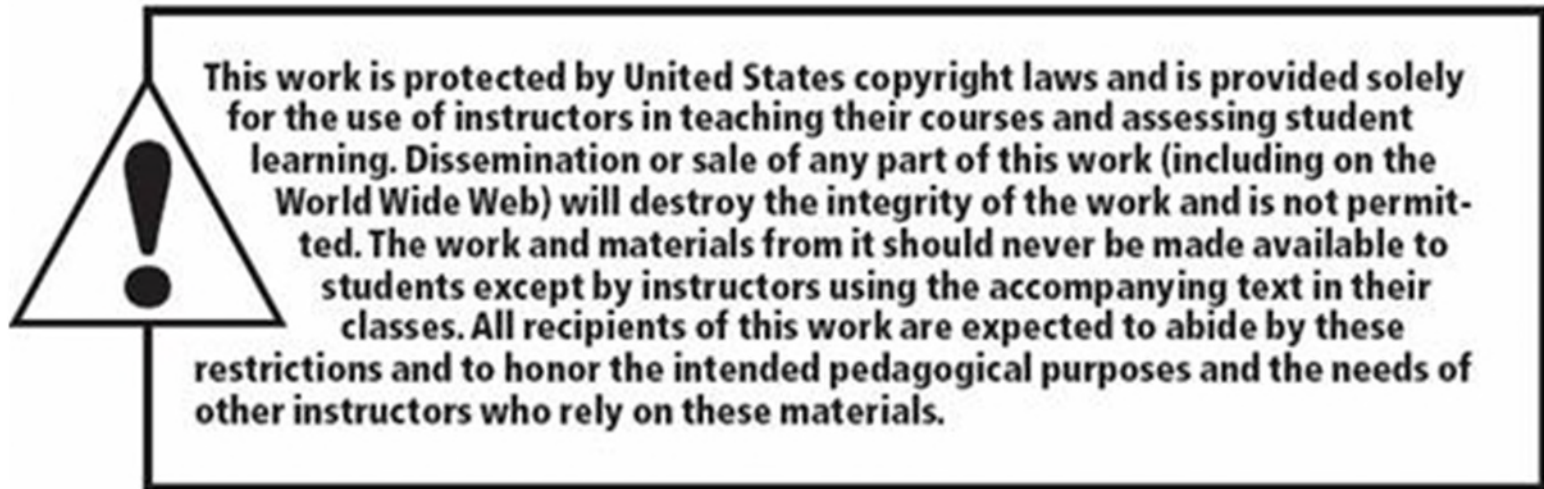 This work is protected by United States copyright laws and is provided solely
for the use of instructors in teaching their courses and assessing student
learning. Dissemination or sale of any part of this work (including on the
World Wide Web) will destroy the integrity of the work and is not permit-
ted. The work and materials from it should never be made available to
students except by instructors using the accompanying text in their
classes. All recipients of this work are expected to abide by these
restrictions and to honor the intended pedagogical purposes and the needs of
other instructors who rely on these materials.